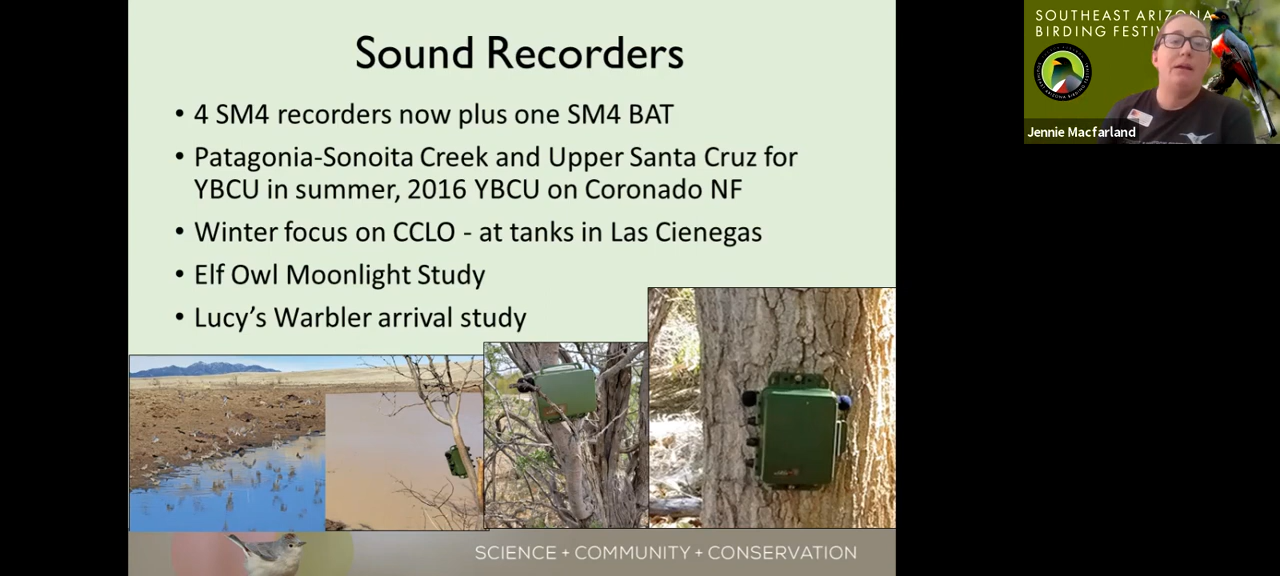 Sound Recorders
• 4 SM4 recorders now plus one SM4 BAT
• Patagonia-Sonoita Creek and Upper Santa Cruz for
YBCU in summer, 2016 YBCU on Coronado NF
• Winter focus on CCLO - at tanks in Las Cienegas
• Elf Owl Moonlight Study
• Lucy's Warbler arrival study
SCIENCE + COMMUNITY + CONSERVATION
SOUTHEAST ARIZONA
BIRDING FESTI
Jennie Macfarland